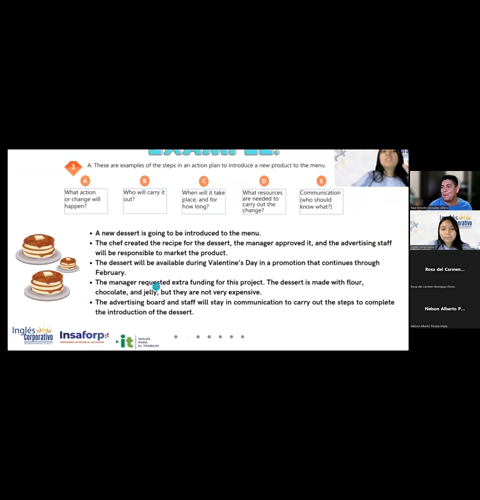 EXAMPLE:
3
A. These are examples of the steps in an action plan to introduce a new product to the menu.
A
B
C
D
E
What action
or change will
happen?
Who will carry it
out?
When will it take
place, and for
how long?
What resources
are needed to
carry out the
change?
Communication
(who should
know what?)
• A new dessert is going to be introduced to the menu.
• The chef created the recipe for the dessert, the manager approved it, and the advertising staff
will be responsible to market the product.
• The dessert will be available during Valentine's Day in a promotion that continues through
February.
• The manager requested extra funding for this project. The dessert is made with flour,
chocolate, and jelly, but they are not very expensive.
• The advertising board and staff will stay in communication to carry out the steps to complete
the introduction of the dessert.
Inglés
Corporativo
Insaforp
it
INGLÉS
PARA
EL TRABAJO
Inglés
Corporativo
Rosa del Carmen...
Nelson Alberto P...